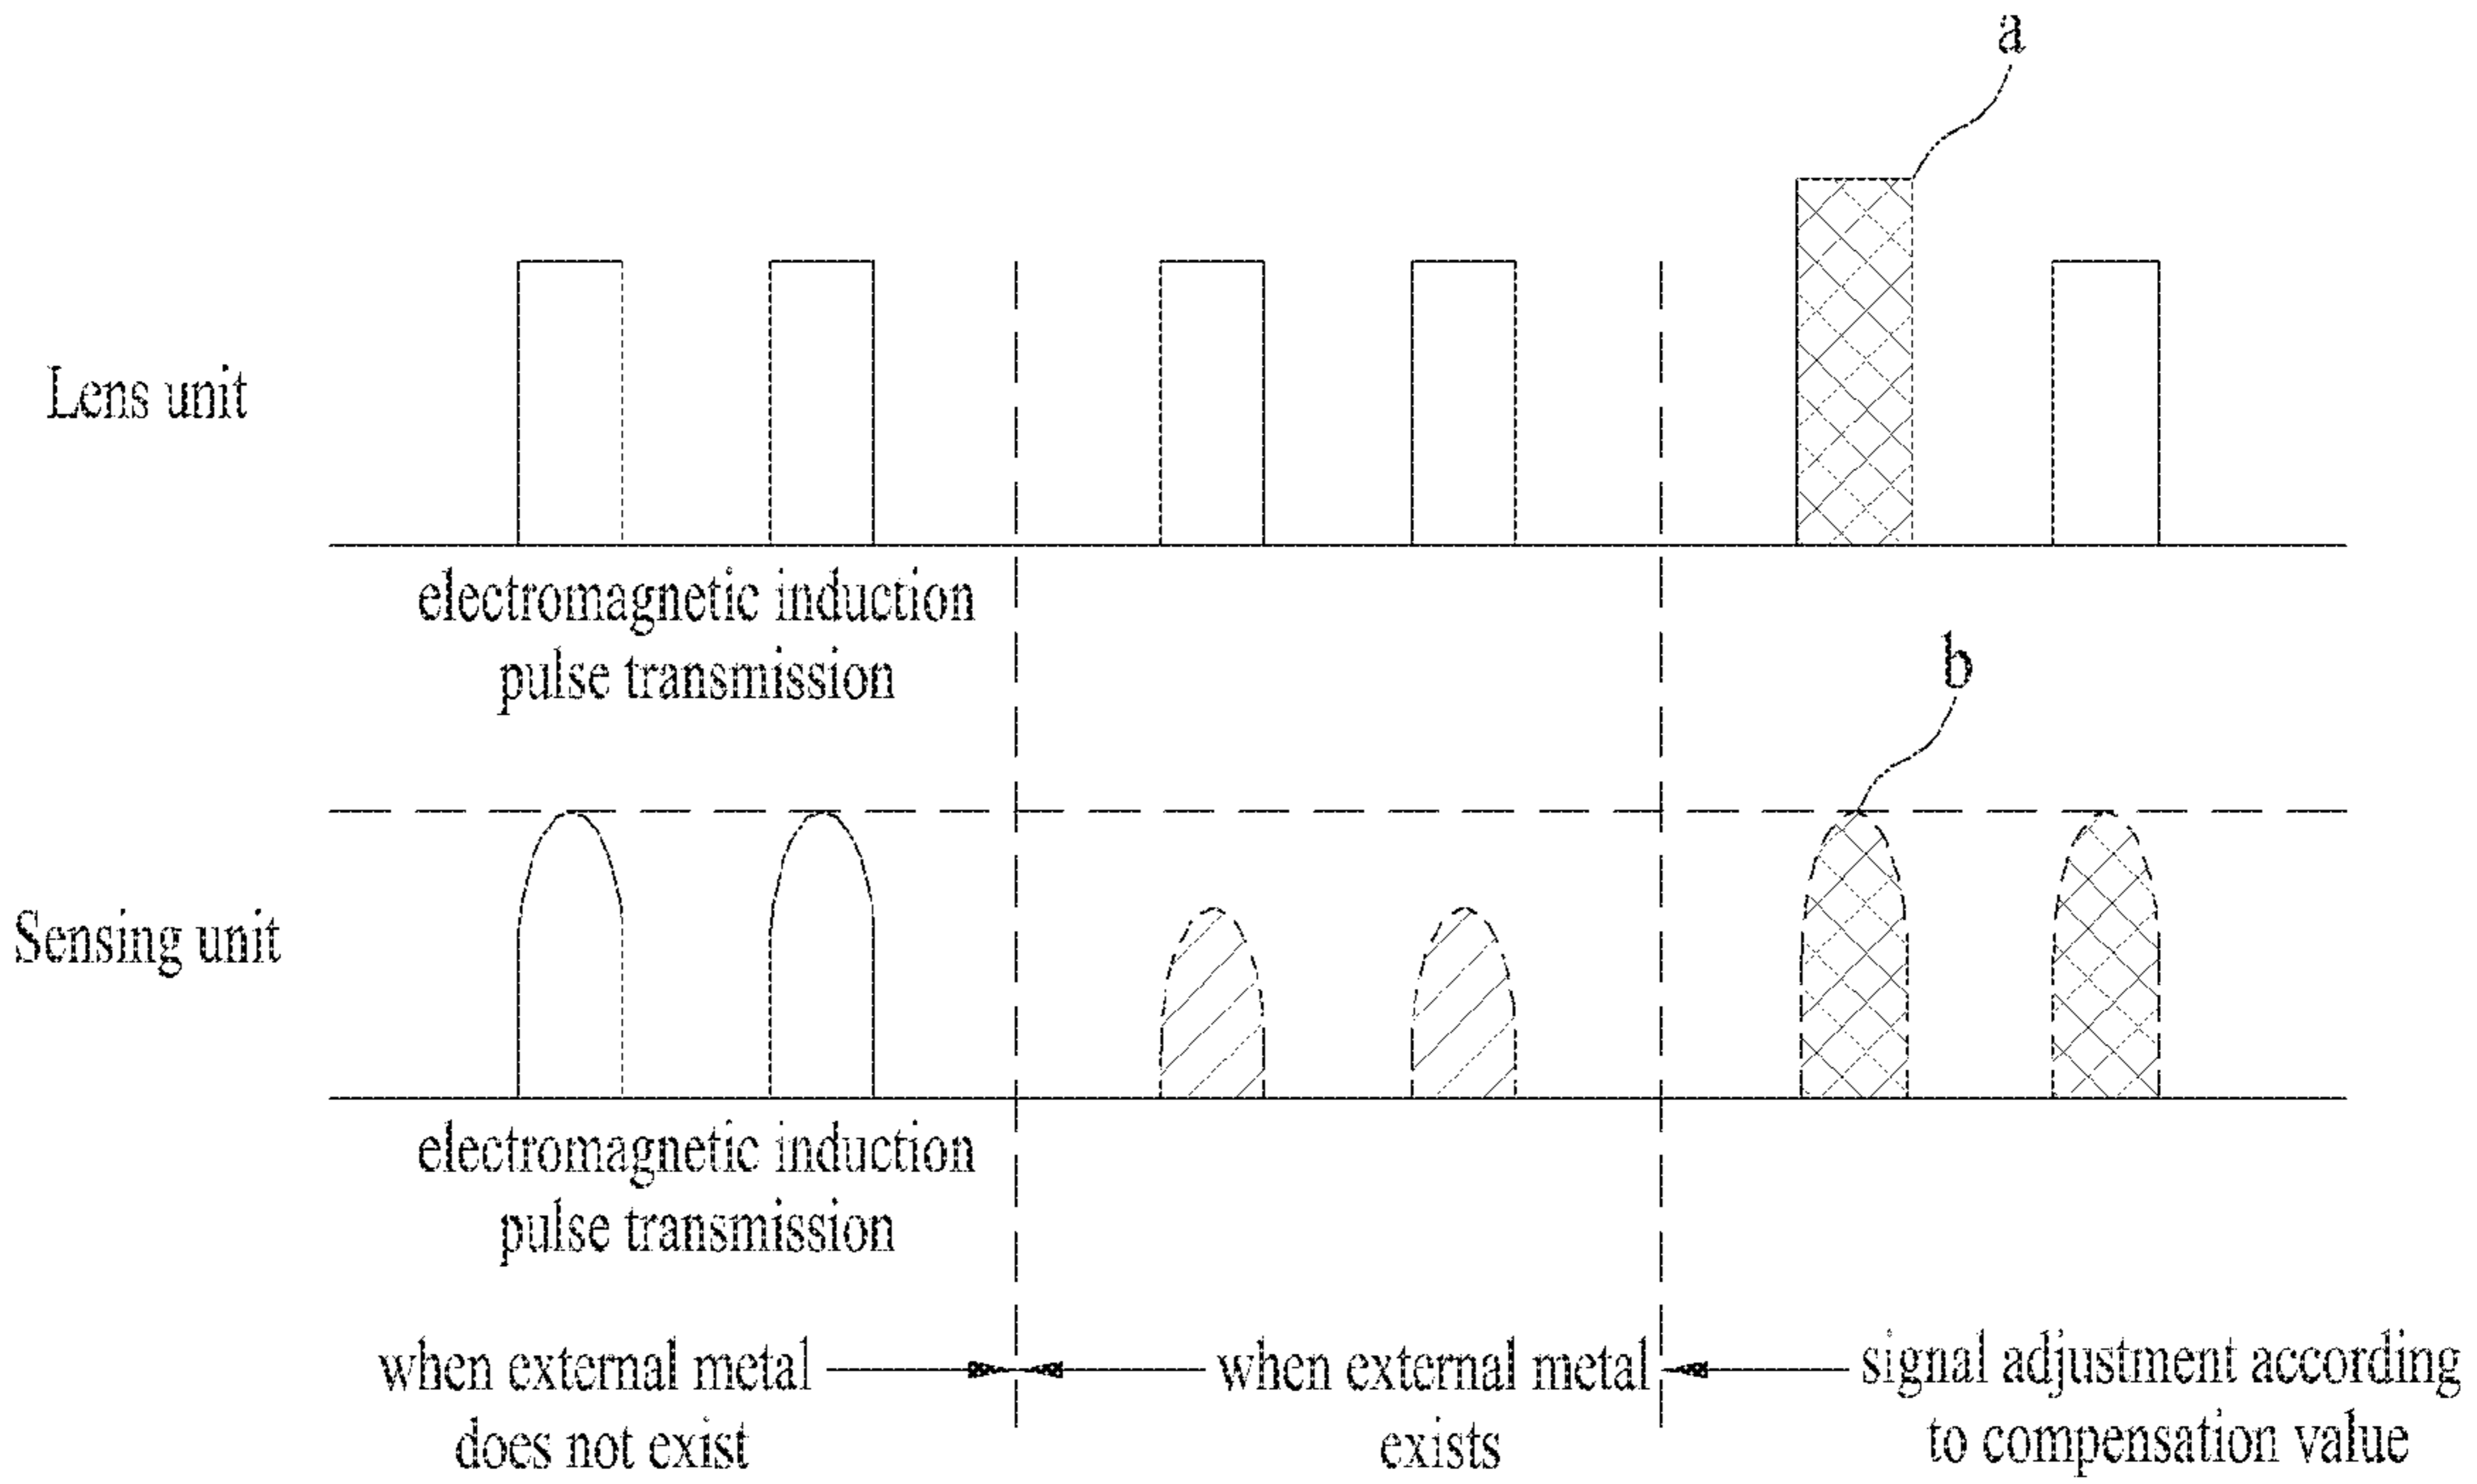 a
Lens unit
electromagnetic induction
pulse transmission
b
Sensing unit
electromagnetic induction
pulse transmission
when external metal
does not exist
when external metal
exists
signal adjustment according
to compensation value